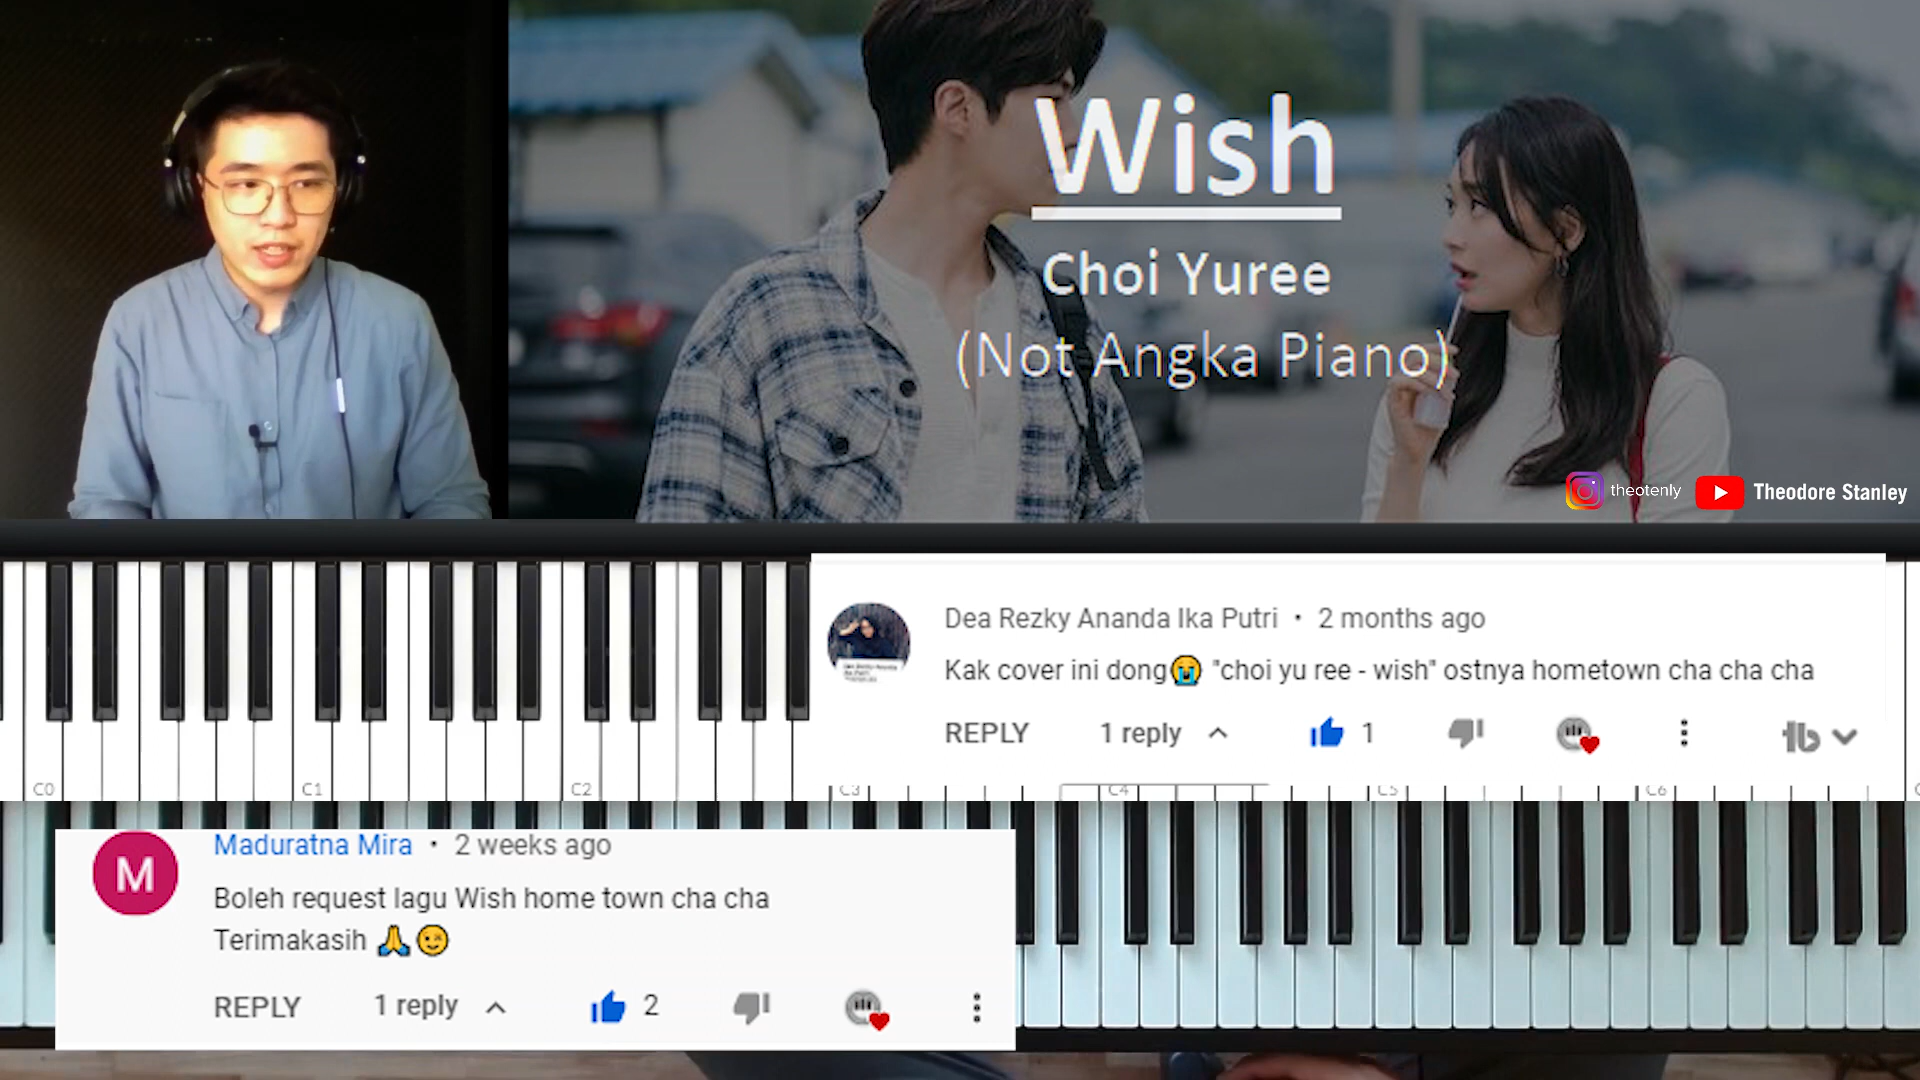 Wish
Choi Yuree
(Not Angka Piano)
theotenly
Theodore Stanley
Dea Rezky Ananda Ika Putri • 2 months ago
Kak cover ini dong😭 "choi yu ree - wish" ostnya hometown cha cha cha
REPLY 1 reply 1
C0 C1 C2 C3 C4 C5 C6
M
Maduratna Mira • 2 weeks ago
Boleh request lagu Wish home town cha cha
Terimakasih 🙏😉
REPLY 1 reply 2